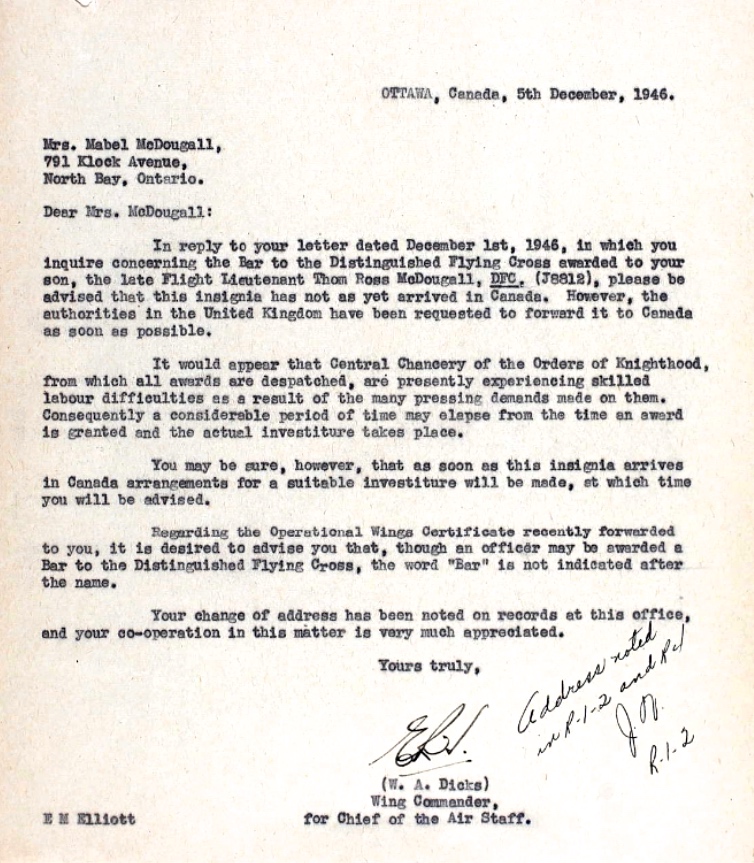 OTTAWA, Canada, 5th December, 1946.
Mrs. Mabel McDougall,
791 Klock Avenue,
North Bay, Ontario.
Dear Mrs. McDougall:
In reply to your letter dated December 1st, 1946, in which you
inquire concerning the Bar to the Distinguished Flying Cross awarded to your
son, the late Flight Lieutenant Thom Ross McDougall, DFC. (J8812), please be
advised that this insignia has not as yet arrived in Canada. However, the
authorities in the United Kingdom have been requested to forward it to Canada
as soon as possible.
It would appear that Central Chancery of the Orders of Knighthood,
from which all awards are despatched, are presently experiencing skilled
labour difficulties as a result of the many pressing demands made on them.
Consequently a considerable period of time may elapse from the time an award
is granted and the actual investiture takes place.
You may be sure, however, that as soon as this insignia arrives
in Canada arrangements for a suitable investiture will be made, at which time
you will be advised.
Regarding the Operational Wings Certificate recently forwarded
to you, it is desired to advise you that, though an officer may be awarded a
Bar to the Distinguished Flying Cross, the word "Bar" is not indicated after
the name.
Your change of address has been noted on records at this office,
and your co-operation in this matter is very much appreciated.
Yours truly,
Address noted
in R-1-2 and
R-1-2
(W. A. Dicks)
Wing Commander,
for Chief of the Air Staff.
E M Elliott